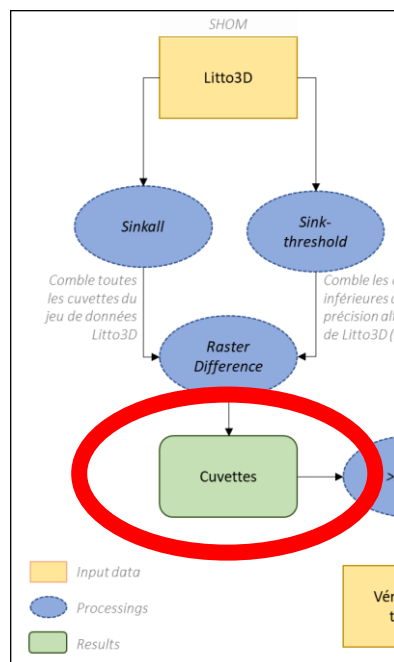 SHOM
Litto3D
Sinkall
Sink-
threshold
Comble toutes
les cuvettes du
jeu de données
Litto3D
Comble les
inférieures
précision
de Litto3D (
Raster
Difference
Cuvettes
>
Input data
Processings
Results